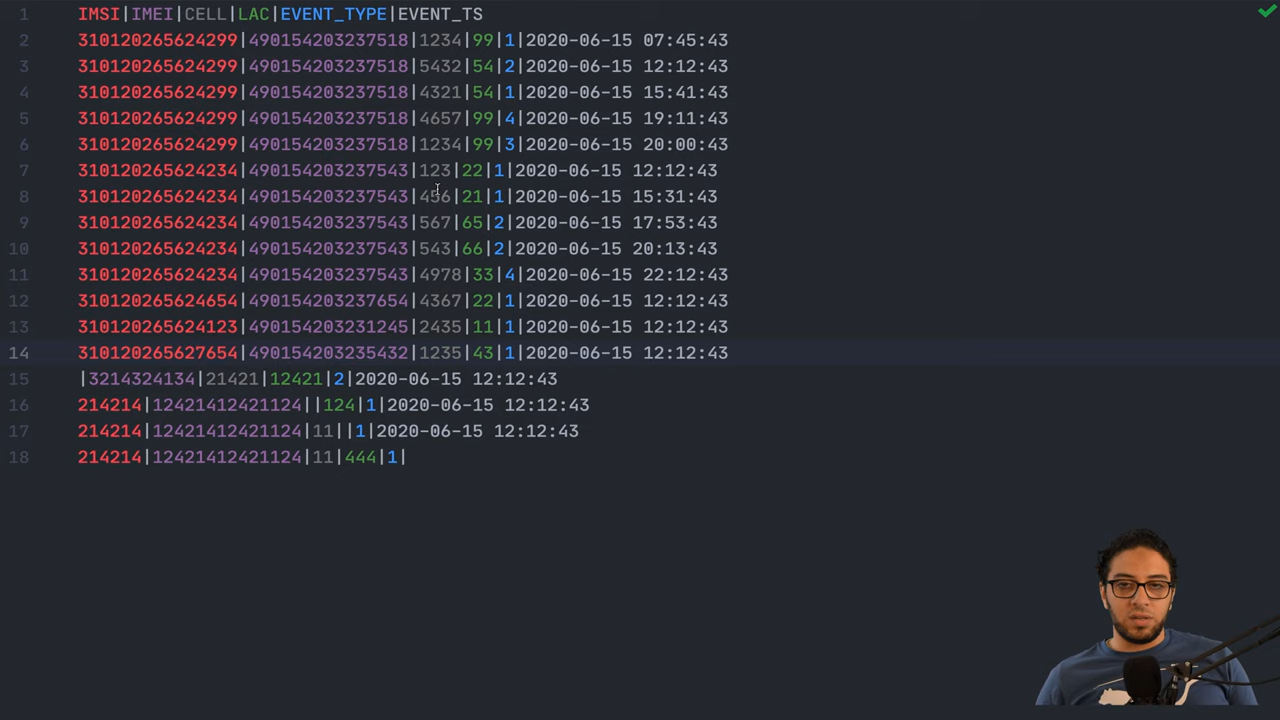 1 IMSI|IMEI|CELL|LAC|EVENT_TYPE|EVENT_TS
2 310120265624299|490154203237518|1234|99|1|2020-06-15 07:45:43
3 310120265624299|490154203237518|5432|54|2|2020-06-15 12:12:43
4 310120265624299|490154203237518|4321|54|1|2020-06-15 15:41:43
5 310120265624299|490154203237518|4657|99|4|2020-06-15 19:11:43
6 310120265624299|490154203237518|1234|99|3|2020-06-15 20:00:43
7 310120265624234|490154203237543|123|22|1|2020-06-15 12:12:43
8 310120265624234|490154203237543|456|21|1|2020-06-15 15:31:43
9 310120265624234|490154203237543|567|65|2|2020-06-15 17:53:43
10 310120265624234|490154203237543|543|66|2|2020-06-15 20:13:43
11 310120265624234|490154203237543|4978|33|4|2020-06-15 22:12:43
12 310120265624654|490154203237654|4367|22|1|2020-06-15 12:12:43
13 310120265624123|490154203231245|2435|11|1|2020-06-15 12:12:43
14 310120265627654|490154203235432|1235|43|1|2020-06-15 12:12:43
15 |3214324134|21421|12421|2|2020-06-15 12:12:43
16 214214|12421412421124||124|1|2020-06-15 12:12:43
17 214214|12421412421124|11||1|2020-06-15 12:12:43
18 214214|12421412421124|11|444|1|